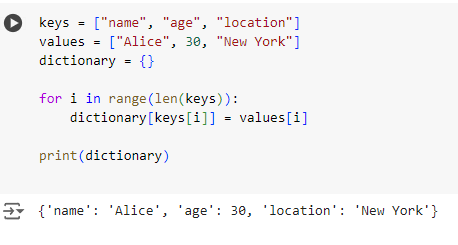 keys = ["name", "age", "location"]
values = ["Alice", 30, "New York"]
dictionary = {}

for i in range(len(keys)):
    dictionary[keys[i]] = values[i]

print(dictionary)

{'name': 'Alice', 'age': 30, 'location': 'New York'}